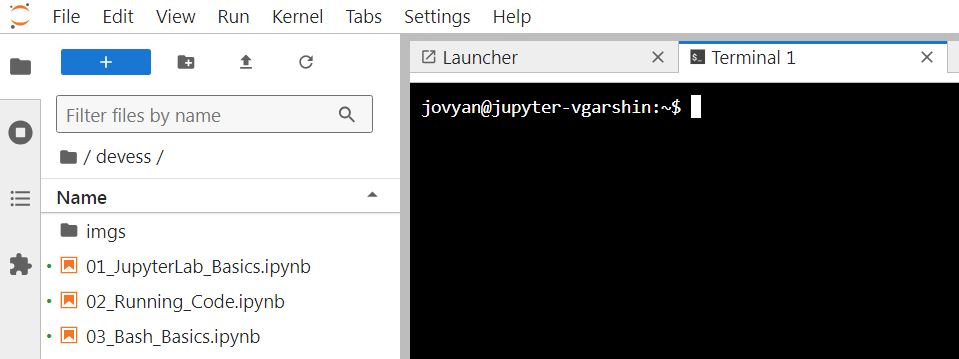 File Edit View Run Kernel Tabs Settings Help
Launcher
Terminal 1
Filter files by name
/ devess /
Name
imgs
01_JupyterLab_Basics.ipynb
02_Running_Code.ipynb
03_Bash_Basics.ipynb
jovyan@jupyter-vgarshin:~$